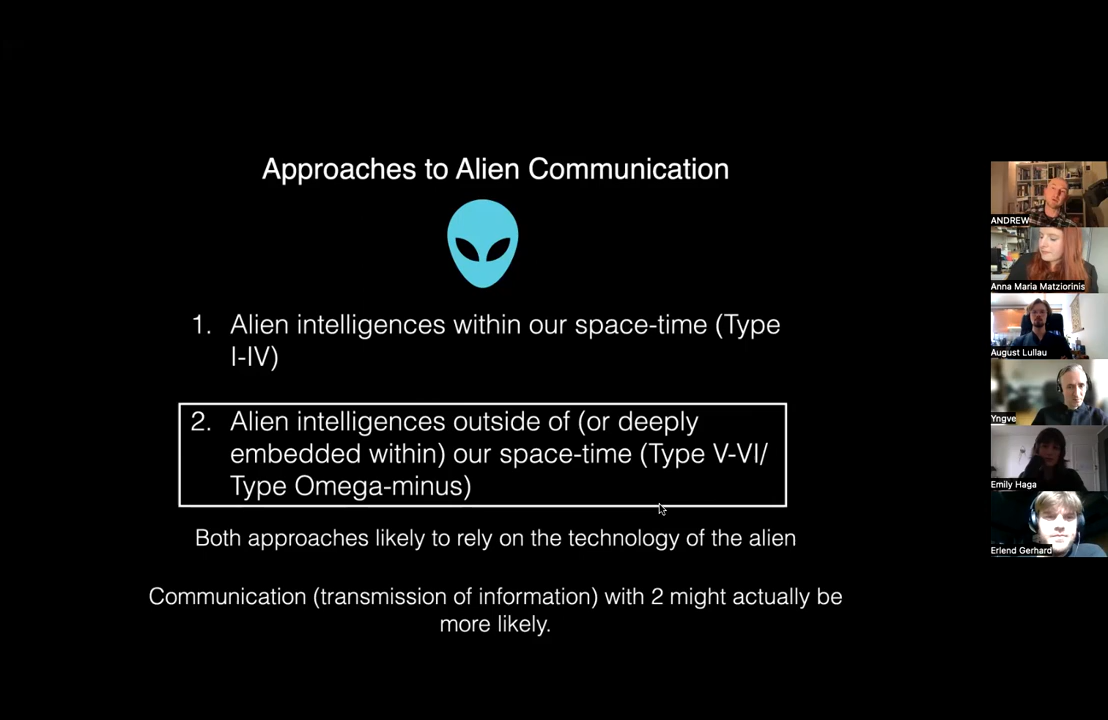 Approaches to Alien Communication
1. Alien intelligences within our space-time (Type
I-IV)
2. Alien intelligences outside of (or deeply
embedded within) our space-time (Type V-VI/
Type Omega-minus)
Both approaches likely to rely on the technology of the alien
Communication (transmission of information) with 2 might actually be
more likely.
ANDREW
Anna Maria Matziorinis
August Lullau
Yngve
Emily Haga
Erlend Gerhard